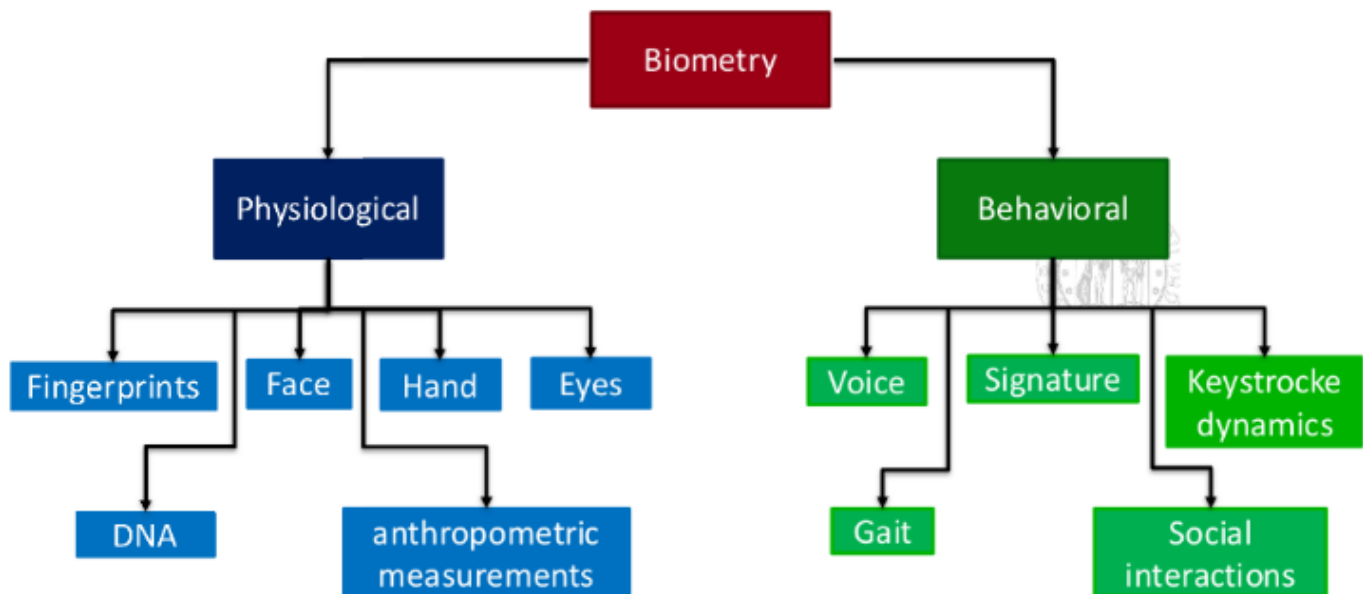 Biometry
Physiological
Behavioral
Fingerprints
Face
Hand
Eyes
Voice
Signature
Keystrocke
dynamics
DNA
anthropometric
measurements
Gait
Social
interactions